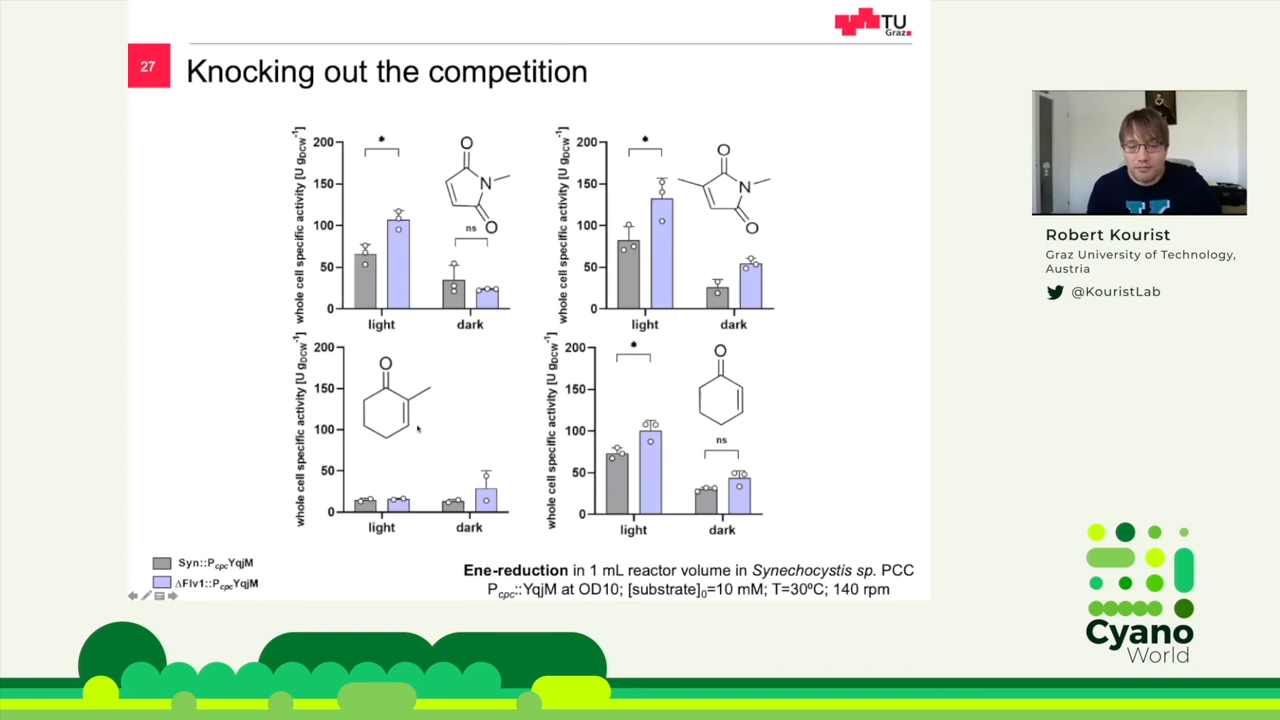 TU
Graz
27
Knocking out the competition
whole cell specific activity [U gDCW-1]
200
150
100
50
0
*
ns
light
dark
O
N
O
whole cell specific activity [U gDCW-1]
200
150
100
50
0
*
light
dark
O
N
O
whole cell specific activity [U gDCW-1]
200
150
100
50
0
light
dark
O
whole cell specific activity [U gDCW-1]
200
150
100
50
0
*
ns
light
dark
O
Syn::PcpcYqjM
ΔFlv1::PcpcYqjM
Ene-reduction in 1 mL reactor volume in Synechocystis sp. PCC
Pcpc::YqjM at OD10; [substrate]0=10 mM; T=30ºC; 140 rpm
Robert Kourist
Graz University of Technology,
Austria
@KouristLab
Cyano
World